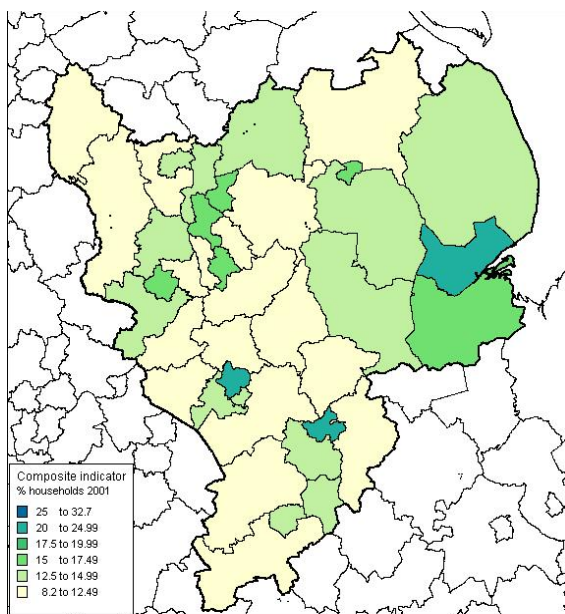 Composite indicator
% households 2001
25 to 32.7
20 to 24.99
17.5 to 19.99
15 to 17.49
12.5 to 14.99
8.2 to 12.49